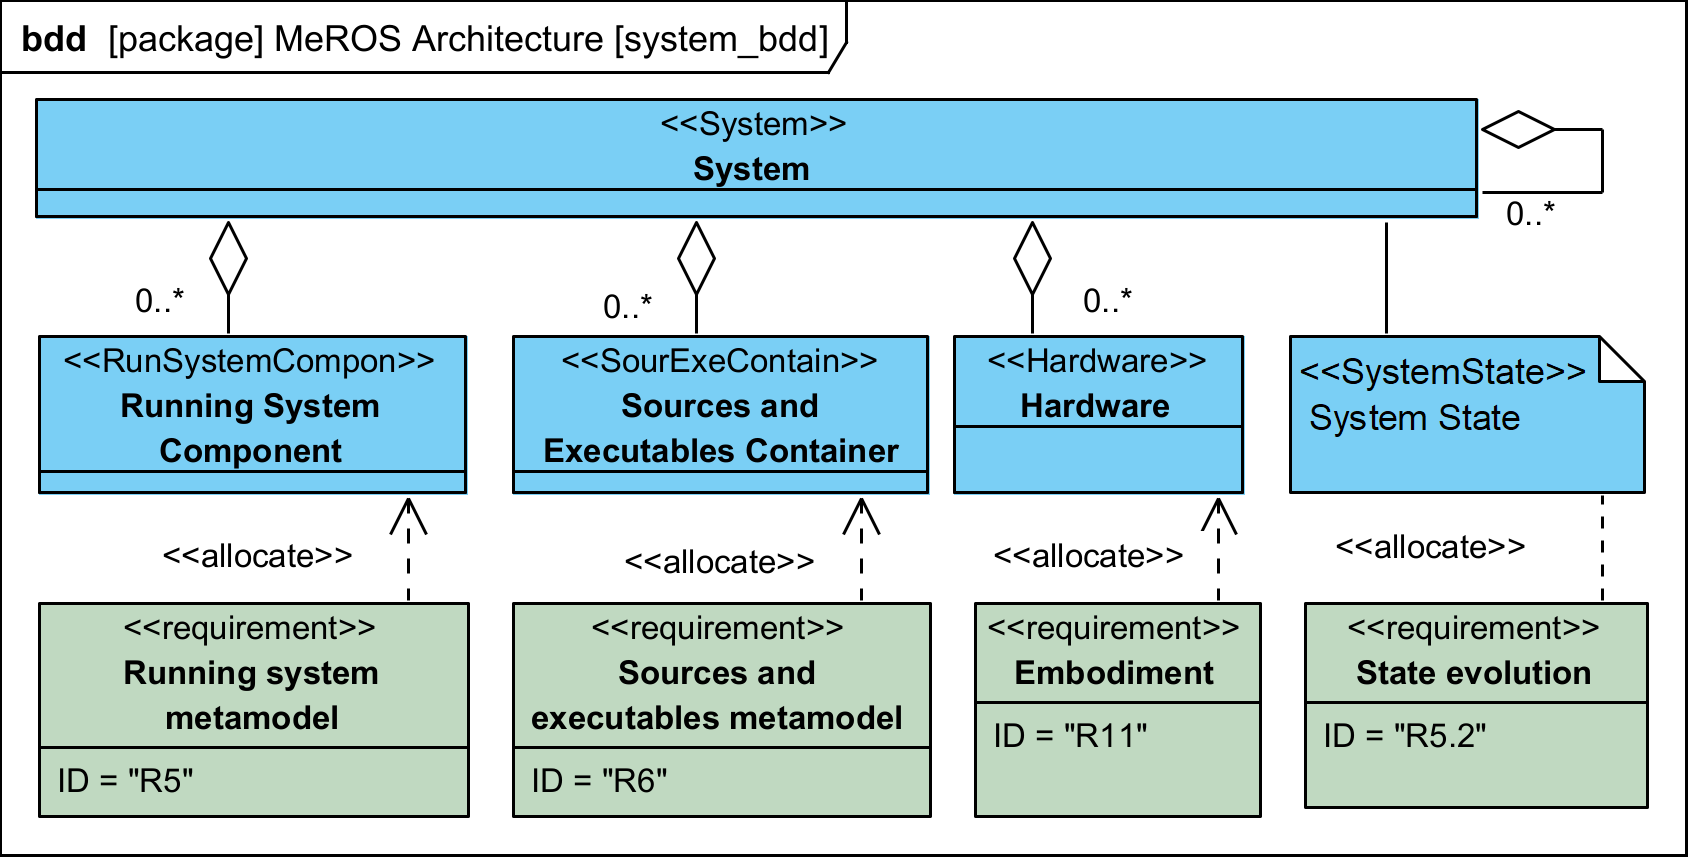 bdd [package] MeROS Architecture [system_bdd]
<<System>>
System
0..*
0..*
0..*
0..*
<<RunSystemCompon>>
Running System
Component
<<SourExeContain>>
Sources and
Executables Container
<<Hardware>>
Hardware
<<SystemState>>
System State
<<allocate>>
<<allocate>>
<<allocate>>
<<allocate>>
<<requirement>>
Running system
metamodel
ID = "R5"
<<requirement>>
Sources and
executables metamodel
ID = "R6"
<<requirement>>
Embodiment
ID = "R11"
<<requirement>>
State evolution
ID = "R5.2"